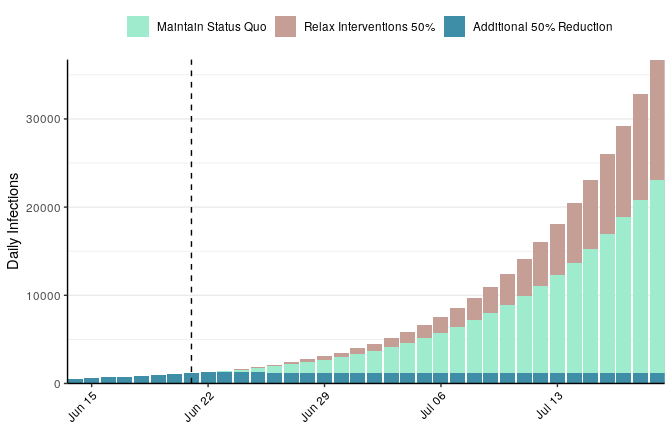 Maintain Status Quo Relax Interventions 50% Additional 50% Reduction
Daily Infections
30000
20000
10000
0
Jun 15 Jun 22 Jun 29 Jul 06 Jul 13